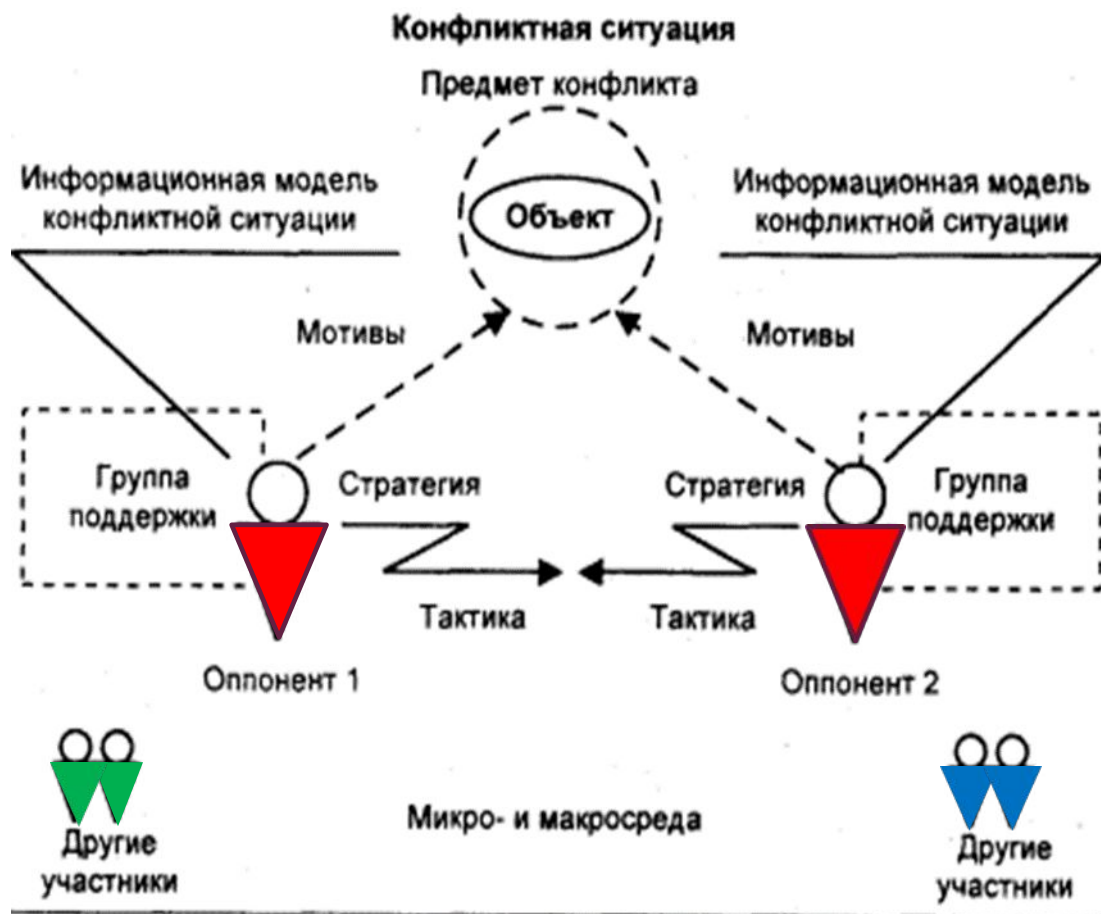 Конфликтная ситуация
Предмет конфликта
Информационная модель
конфликтной ситуации
Объект
Информационная модель
конфликтной ситуации
Мотивы
Мотивы
Группа
поддержки
Стратегия
Стратегия
Группа
поддержки
Тактика
Тактика
Оппонент 1
Оппонент 2
Микро- и макросреда
Другие
участники
Другие
участники